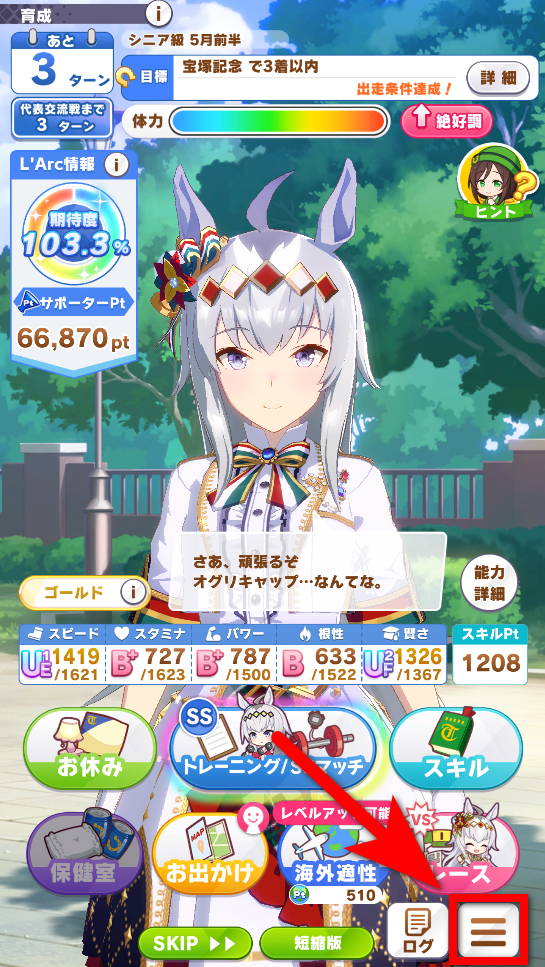 育成
i
あと
3 ターン
代表交流戦まで
3 ターン
シニア級 5月前半
目標
宝塚記念 で3着以内
出走条件達成!
詳細
体力
絶好調
L'Arc情報
i
期待度
103.3%
Pt サポーターPt
66,870pt
?
ヒント
さあ、頑張るぞ
オグリキャップ…なんてな。
ゴールド
i
能力
詳細
スピード
UE1
1419
/1621
スタミナ
B+
727
/1623
パワー
B+
787
/1500
根性
B
633
/1522
賢さ
UF2
1326
/1367
スキルPt
1208
お休み
SS
トレーニング/SSマッチ
T
スキル
保健室
MAP
お出かけ
レベルアップ可能
海外適性
Pt 510
VS
レース
SKIP
短縮版
ログ